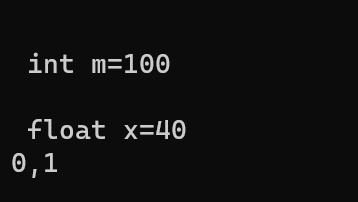 int m=100
float x=40
0,1